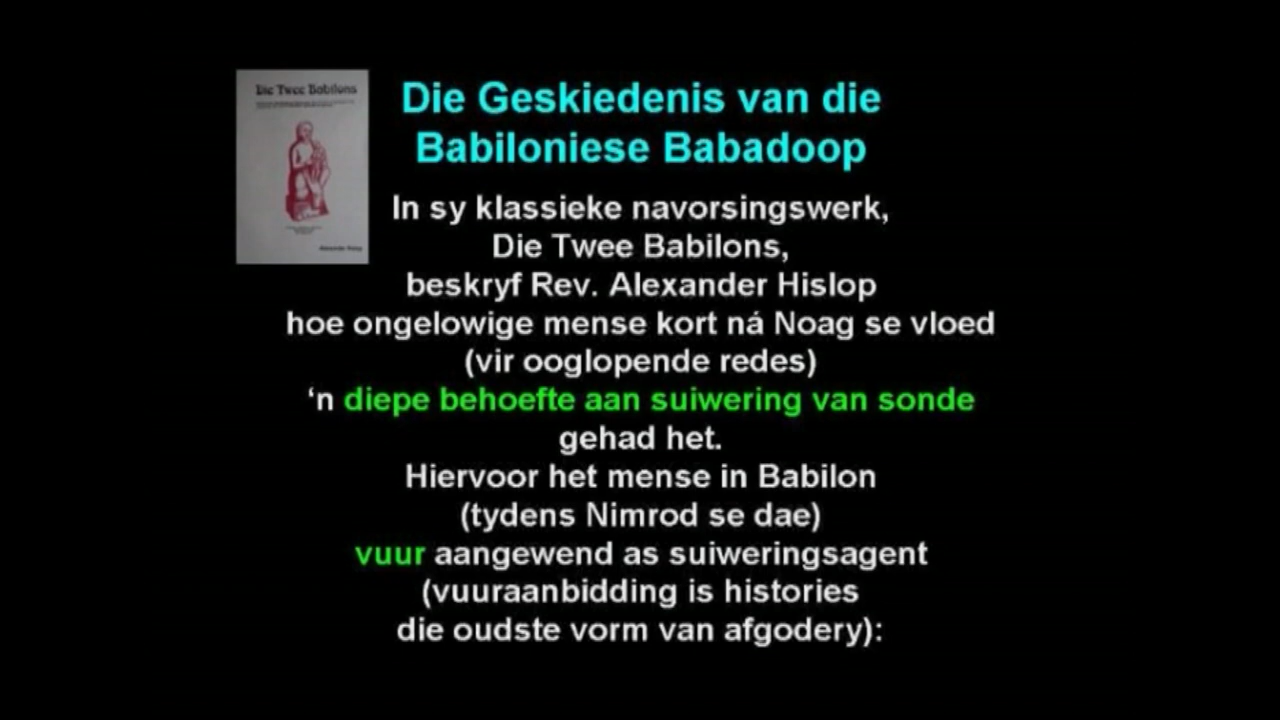 Die Twee Babilons
Die Geskiedenis van die
Babiloniese Babadoop
In sy klassieke navorsingswerk,
Die Twee Babilons,
beskryf Rev. Alexander Hislop
hoe ongelowige mense kort ná Noag se vloed
(vir ooglopende redes)
‘n diepe behoefte aan suiwering van sonde
gehad het.
Hiervoor het mense in Babilon
(tydens Nimrod se dae)
vuur aangewend as suiweringsagent
(vuuraanbidding is histories
die oudste vorm van afgodery):